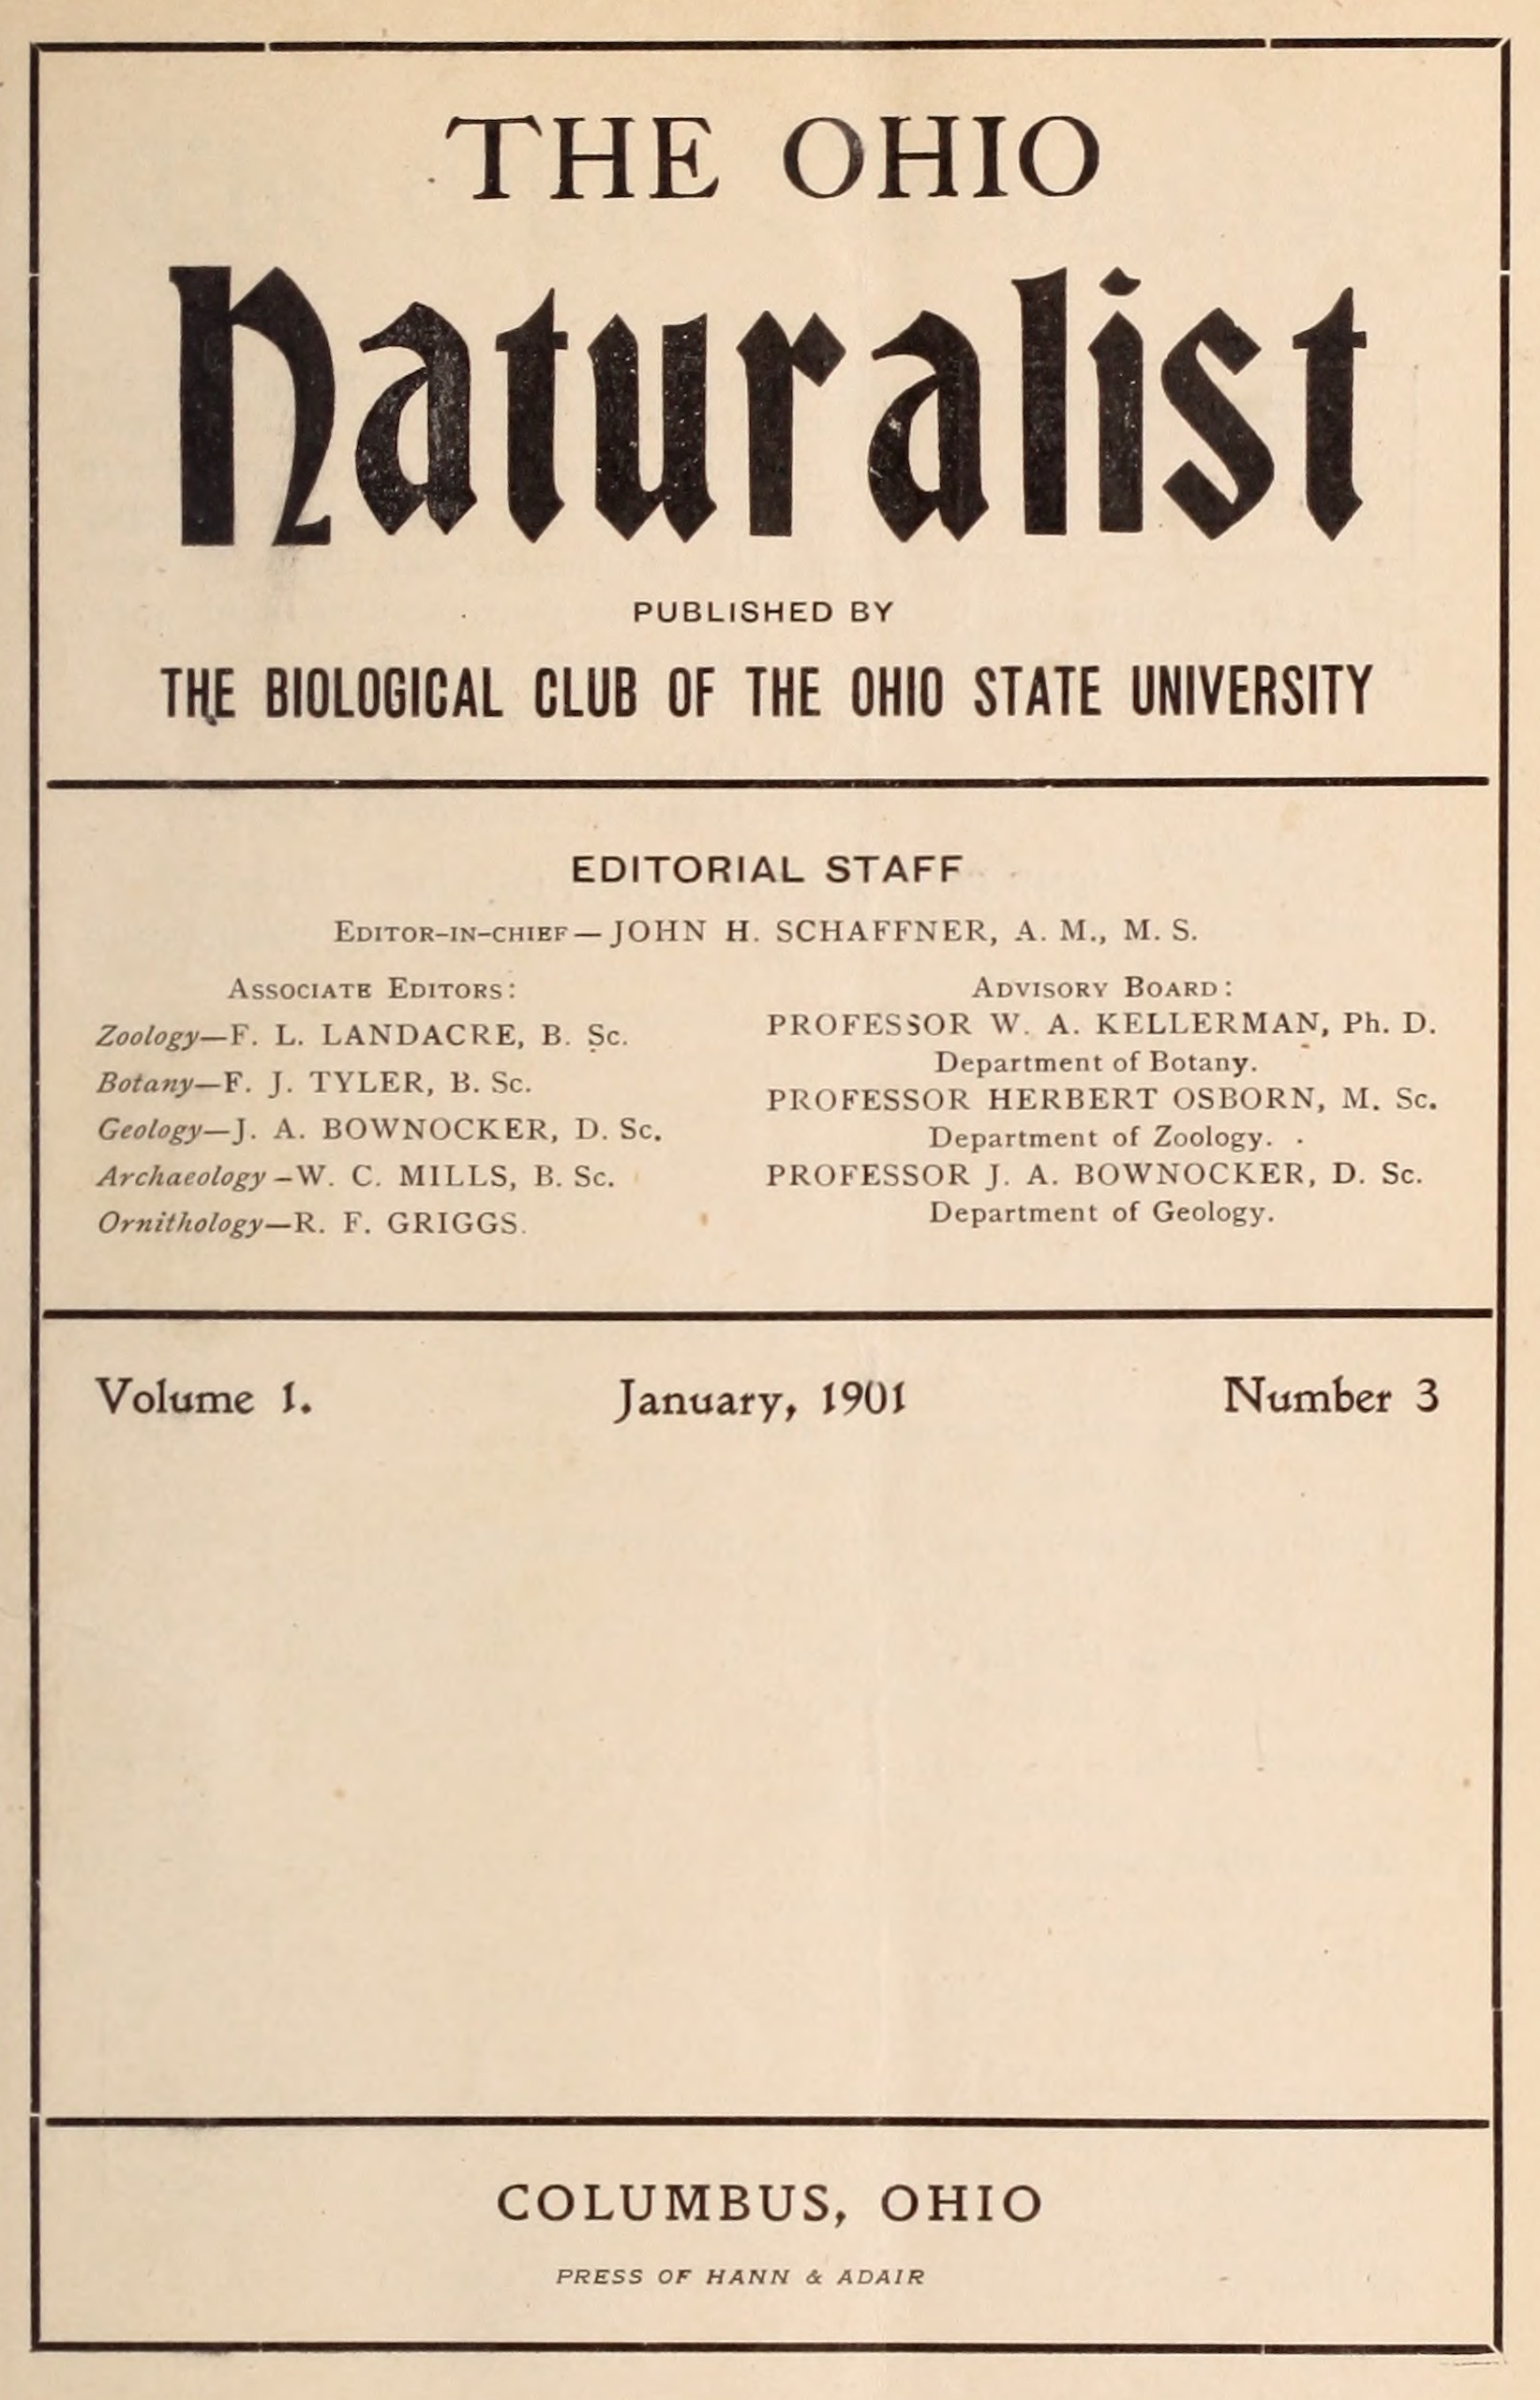 THE OHIO
Naturalist
PUBLISHED BY
THE BIOLOGICAL CLUB OF THE OHIO STATE UNIVERSITY
EDITORIAL STAFF
EDITOR-IN-CHIEF—JOHN H. SCHAFFNER, A. M., M. S.
ASSOCIATE EDITORS:
Zoology—F. L. LANDACRE, B. Sc.
Botany—F. J. TYLER, B. Sc.
Geology—J. A. BOWNOCKER, D. Sc.
Archaeology–W. C. MILLS, B. Sc.
Ornithology—R. F. GRIGGS.
ADVISORY BOARD:
PROFESSOR W. A. KELLERMAN, Ph. D.
Department of Botany.
PROFESSOR HERBERT OSBORN, M. Sc.
Department of Zoology.
PROFESSOR J. A. BOWNOCKER, D. Sc.
Department of Geology.
Volume 1. January, 1901 Number 3
COLUMBUS, OHIO
PRESS OF HANN & ADAIR